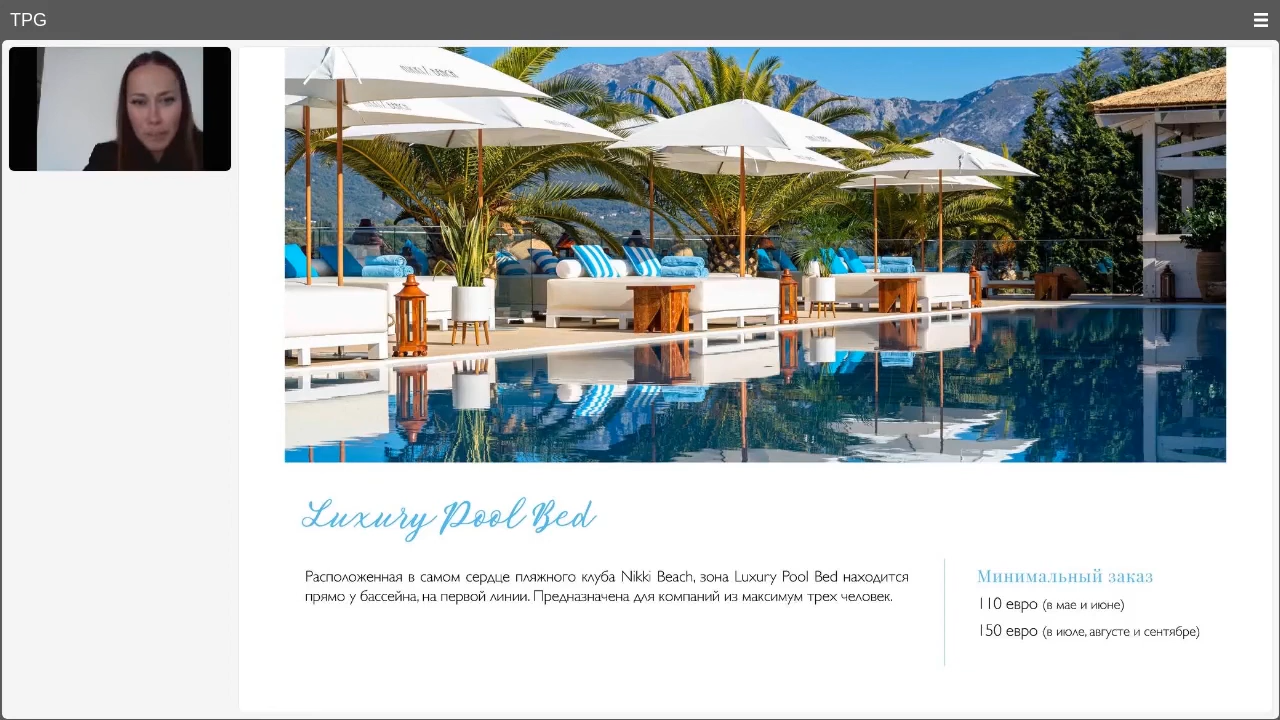 TPG
Luxury Pool Bed
Расположенная в самом сердце пляжного клуба Nikki Beach, зона Luxury Pool Bed находится
прямо у бассейна, на первой линии. Предназначена для компаний из максимум трех человек.
Минимальный заказ
110 евро (в мае и июне)
150 евро (в июле, августе и сентябре)